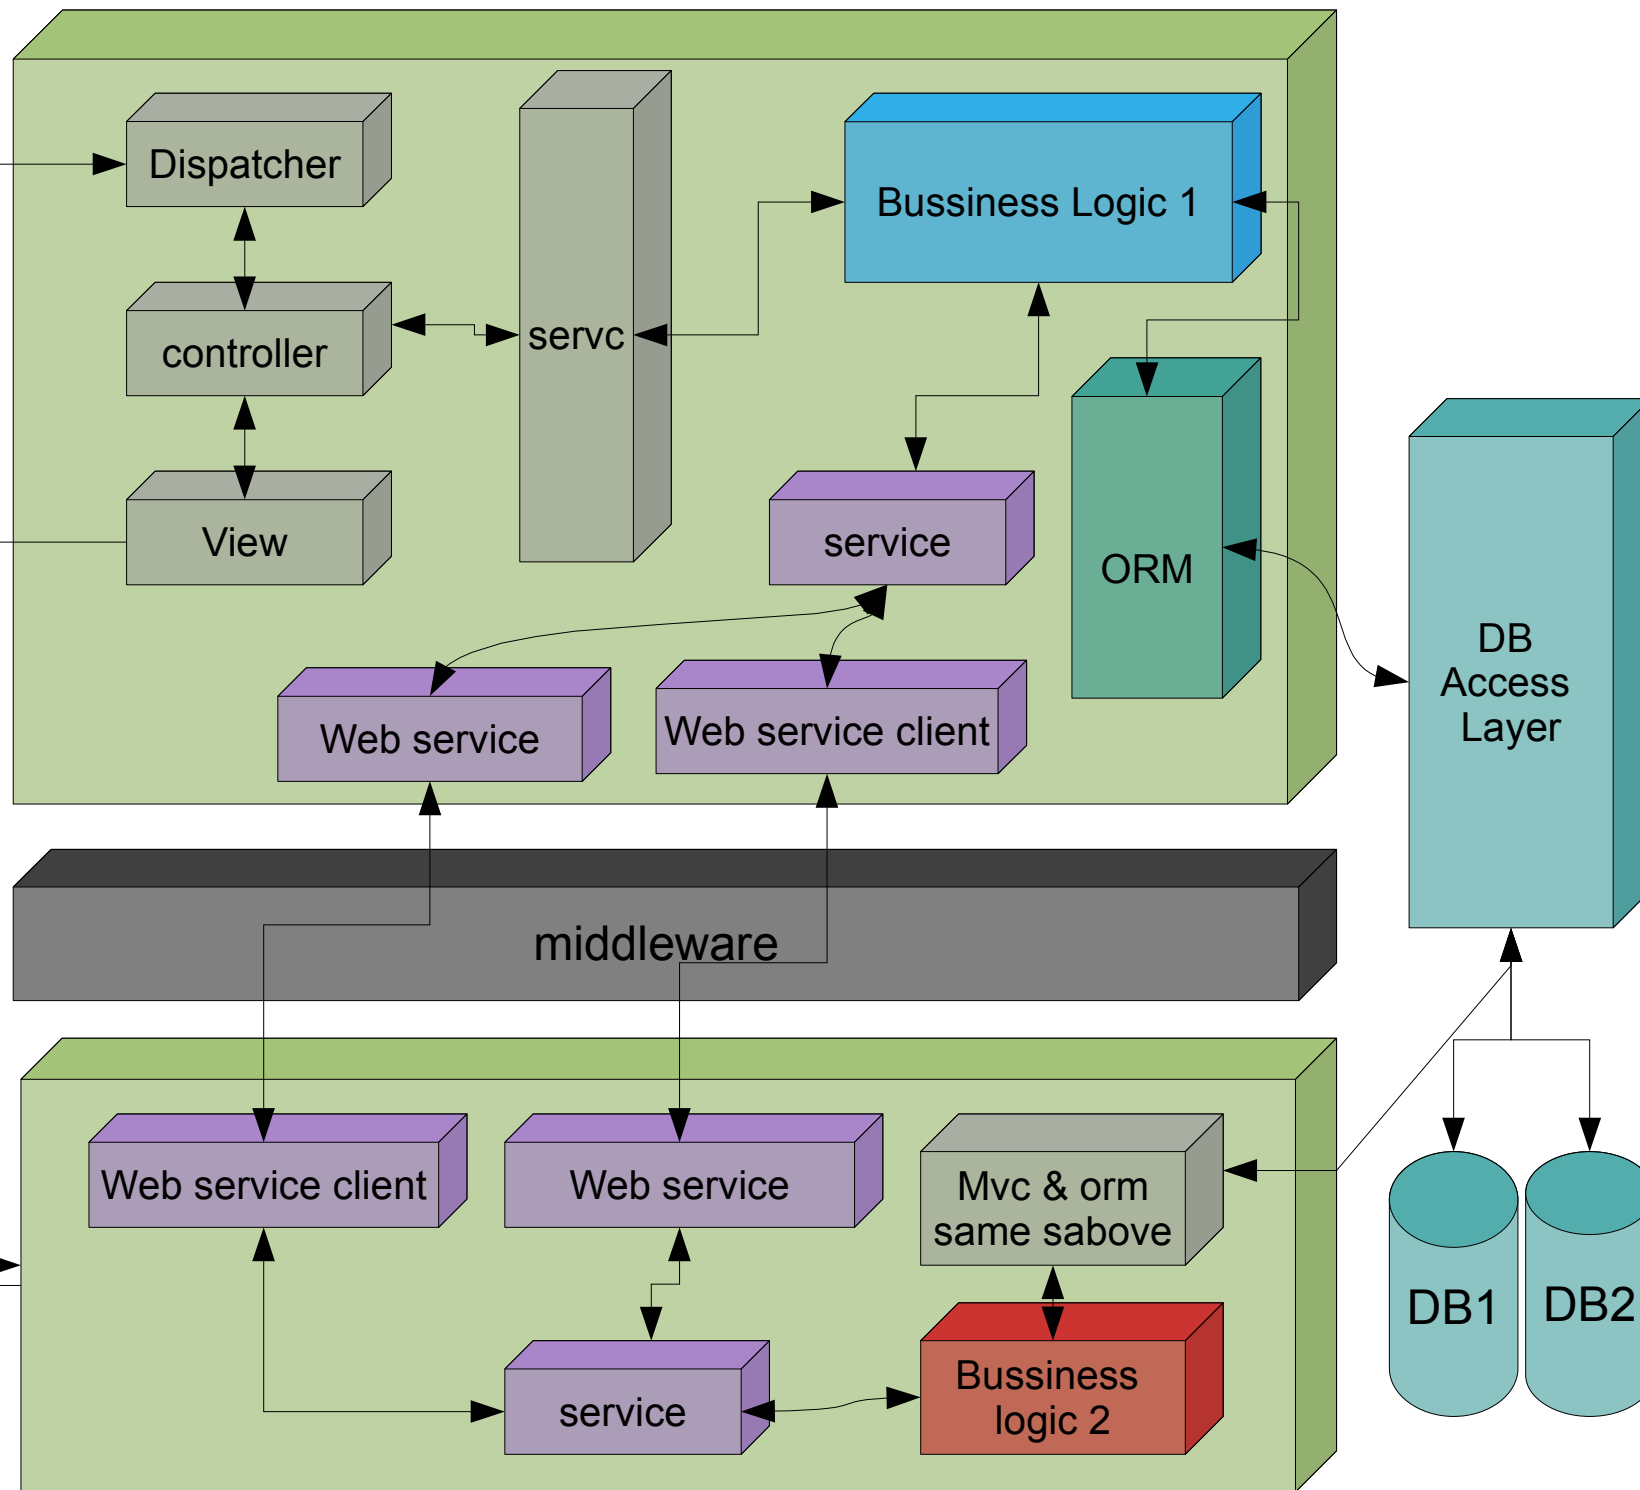 Dispatcher
Bussiness Logic 1
servc
controller
View
service
ORM
DB
Access
Layer
Web service
Web service client
middleware
Web service client
Web service
Mvc & orm
same sabove
DB1
DB2
service
Bussiness
logic 2